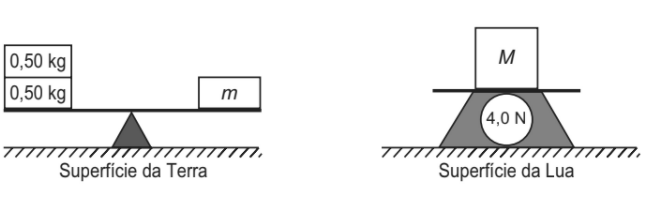 0,50 kg
0,50 kg
m
Superfície da Terra
M
4,0 N
Superfície da Lua